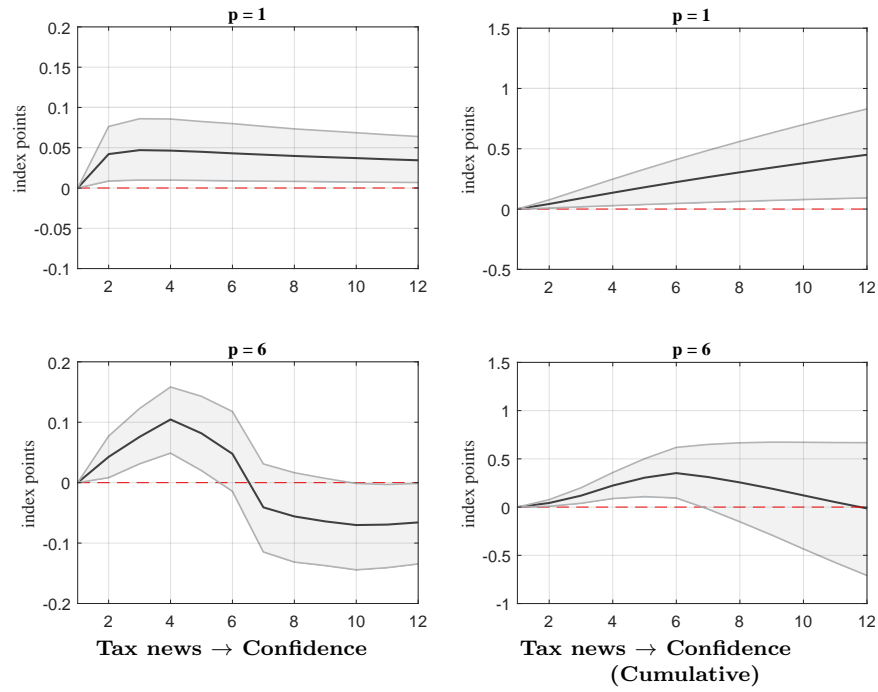 p = 1
0.2
0.15
0.1
0.05
0
-0.05
-0.1
index points
2 4 6 8 10 12
p = 1
1.5
1
0.5
0
-0.5
index points
2 4 6 8 10 12
p = 6
0.2
0.1
0
-0.1
-0.2
index points
2 4 6 8 10 12
Tax news → Confidence
p = 6
1.5
1
0.5
0
-0.5
-1
index points
2 4 6 8 10 12
Tax news → Confidence
(Cumulative)